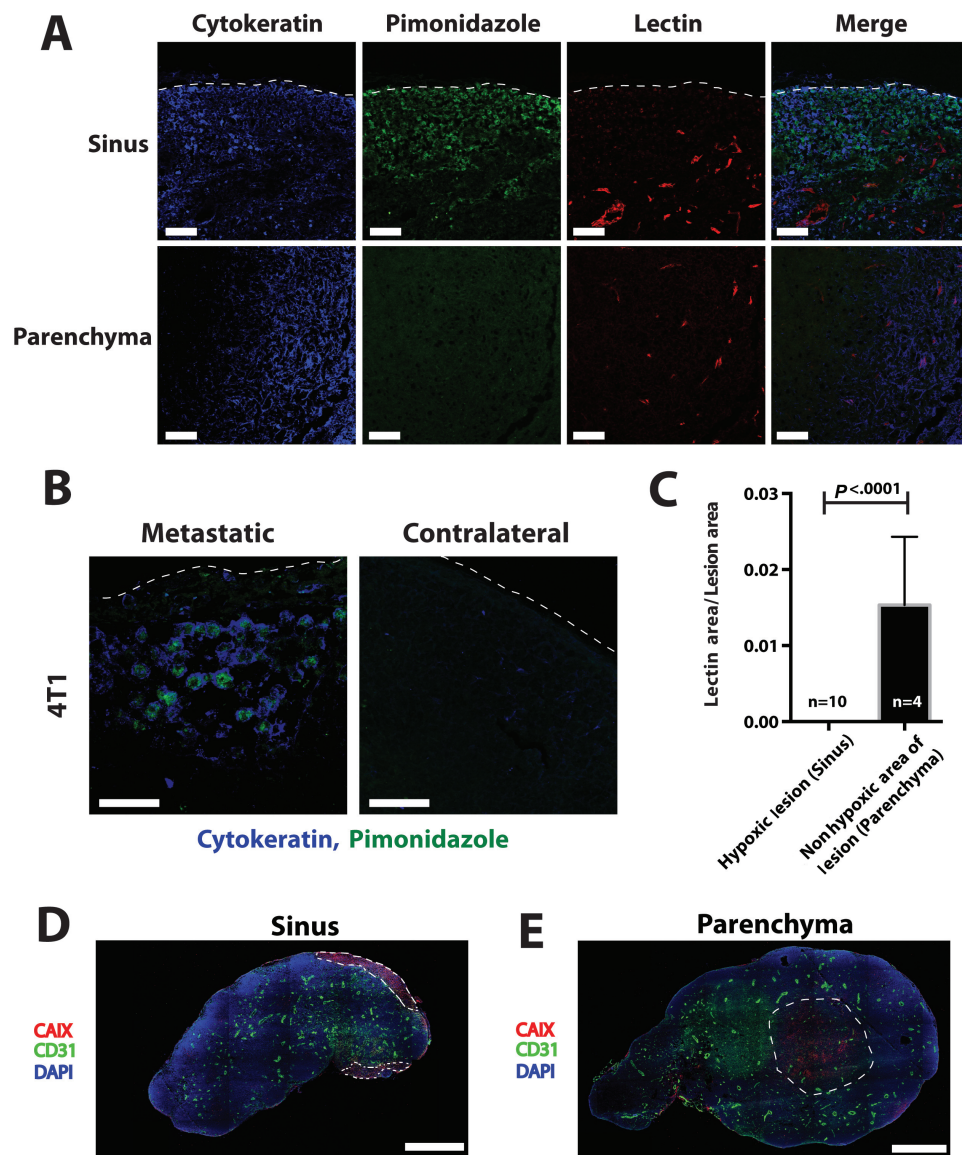 A
Cytokeratin
Pimonidazole
Lectin
Merge
Sinus
Parenchyma
B
Metastatic
Contralateral
4T1
Cytokeratin, Pimonidazole
C
P<.0001
Lectin area/Lesion area
0.03
0.02
0.01
0.00
n=10
n=4
Hypoxic lesion (Sinus)
Nonhypoxic area of
lesion (Parenchyma)
D
Sinus
CAIX
CD31
DAPI
E
Parenchyma
CAIX
CD31
DAPI